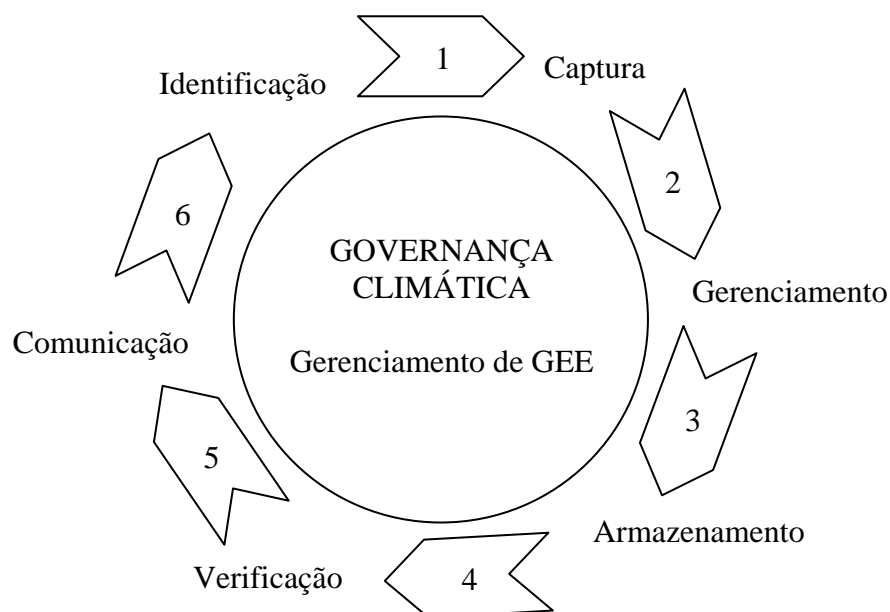 1
Identificação
Captura
2
6
GOVERNANÇA
CLIMÁTICA
Gerenciamento
Comunicação
Gerenciamento de GEE
3
5
Armazenamento
Verificação
4